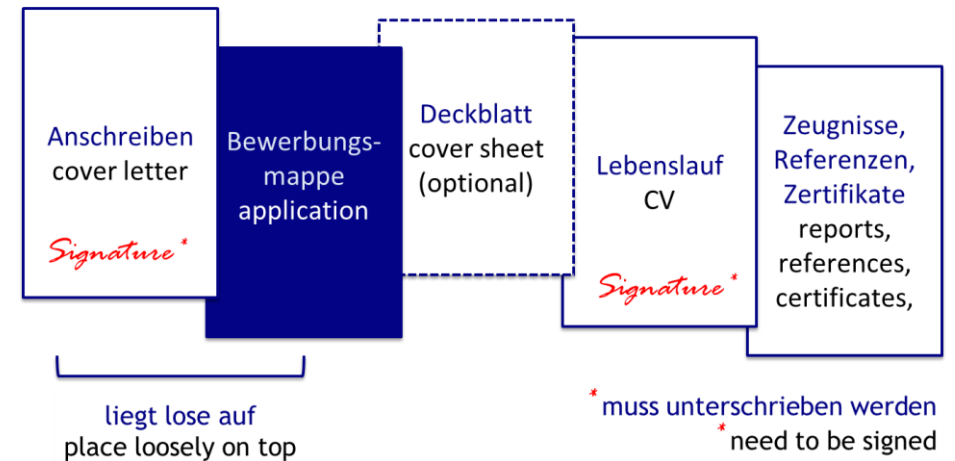 Anschreiben
cover letter
Signature*
Bewerbungs-
mappe
application
Deckblatt
cover sheet
(optional)
Lebenslauf
CV
Signature*
Zeugnisse,
Referenzen,
Zertifikate
reports,
references,
certificates,
liegt lose auf
place loosely on top
*muss unterschrieben werden
*need to be signed